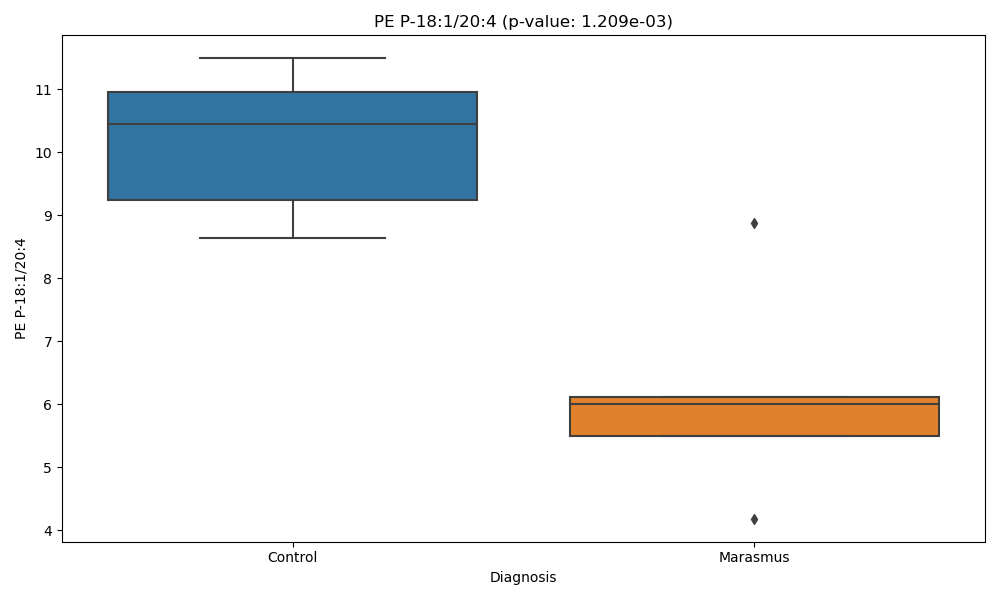 PE P-18:1/20:4 (p-value: 1.209e-03)
11
10
9
8
7
6
5
4
PE P-18:1/20:4
Control
Marasmus
Diagnosis